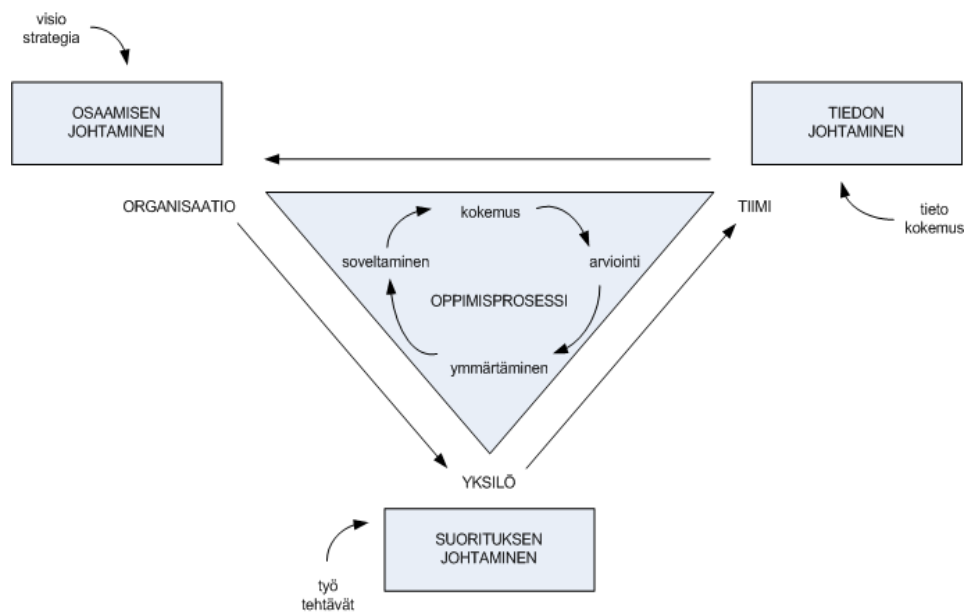 visio
strategia
OSAAMISEN
JOHTAMINEN
TIEDON
JOHTAMINEN
ORGANISAATIO
TIIMI
tieto
kokemus
kokemus
soveltaminen
arviointi
OPPIMISPROSESSI
ymmärtäminen
YKSILÖ
SUORITUKSEN
JOHTAMINEN
työ
tehtävät